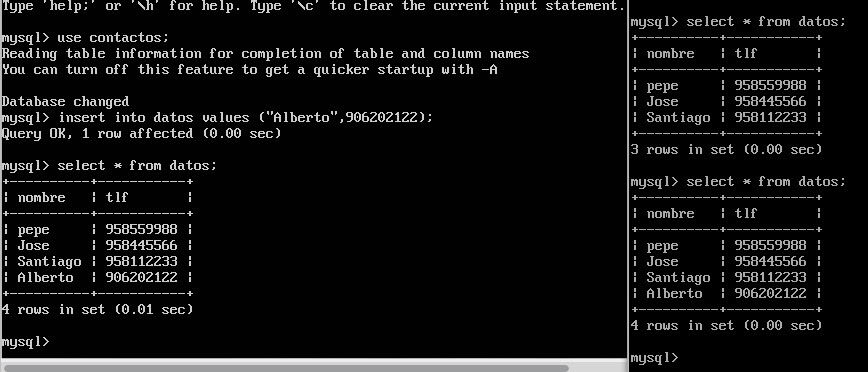 Type 'help;' or '\h' for help. Type '\c' to clear the current input statement.
mysql> use contactos;
Reading table information for completion of table and column names
You can turn off this feature to get a quicker startup with -A
Database changed
mysql> insert into datos values ("Alberto",906202122);
Query OK, 1 row affected (0.00 sec)
mysql> select * from datos;
+----------+-----------+
| nombre | tlf |
+----------+-----------+
| pepe | 958559988 |
| Jose | 958445566 |
| Santiago | 958112233 |
| Alberto | 906202122 |
+----------+-----------+
4 rows in set (0.01 sec)
mysql>
mysql> select * from datos;
+----------+-----------+
| nombre | tlf |
+----------+-----------+
| pepe | 958559988 |
| Jose | 958445566 |
| Santiago | 958112233 |
+----------+-----------+
3 rows in set (0.00 sec)
mysql> select * from datos;
+----------+-----------+
| nombre | tlf |
+----------+-----------+
| pepe | 958559988 |
| Jose | 958445566 |
| Santiago | 958112233 |
| Alberto | 906202122 |
+----------+-----------+
4 rows in set (0.00 sec)
mysql>